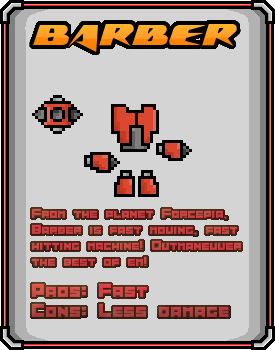 BARBER
From the planet Forcepia,
Barber is fast moving, fast
hitting machine! Outmaneuver
the best of em!
Pros: Fast
Cons: Less damage